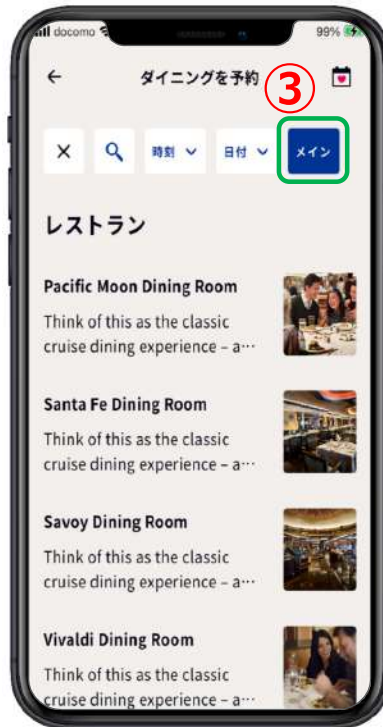 docomo
99%
ダイニングを予約
③
時刻
日付
メイン
レストラン
Pacific Moon Dining Room
Think of this as the classic
cruise dining experience – a…
Santa Fe Dining Room
Think of this as the classic
cruise dining experience – a…
Savoy Dining Room
Think of this as the classic
cruise dining experience – a…
Vivaldi Dining Room
Think of this as the classic
cruise dining experience – a…